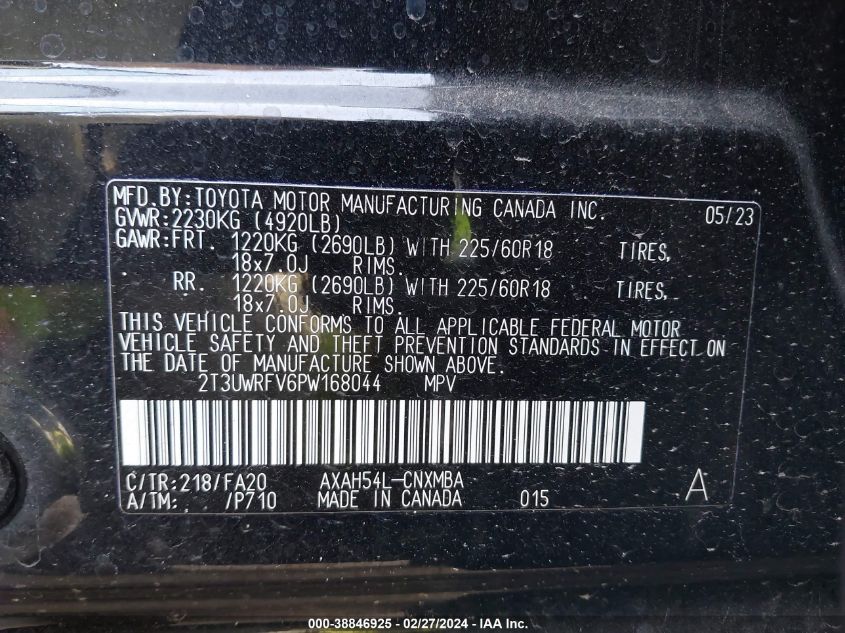 MFD. BY: TOYOTA MOTOR MANUFACTURING CANADA INC. 05/23
GVWR: 2230KG (4920LB)
GAWR: FRT. 1220KG (2690LB) WITH 225/60R18 TIRES,
18x7.0J RIMS.
RR. 1220KG (2690LB) WITH 225/60R18 TIRES,
18x7.0J RIMS.
THIS VEHICLE CONFORMS TO ALL APPLICABLE FEDERAL MOTOR
VEHICLE SAFETY AND THEFT PREVENTION STANDARDS IN EFFECT ON
THE DATE OF MANUFACTURE SHOWN ABOVE.
2T3UWRFV6PW168044 MPV
C/TR: 218/FA20 AXAH54L-CNXMBA
A/TM: /P710 MADE IN CANADA 015 A
000-38846925 - 02/27/2024 - IAA Inc.